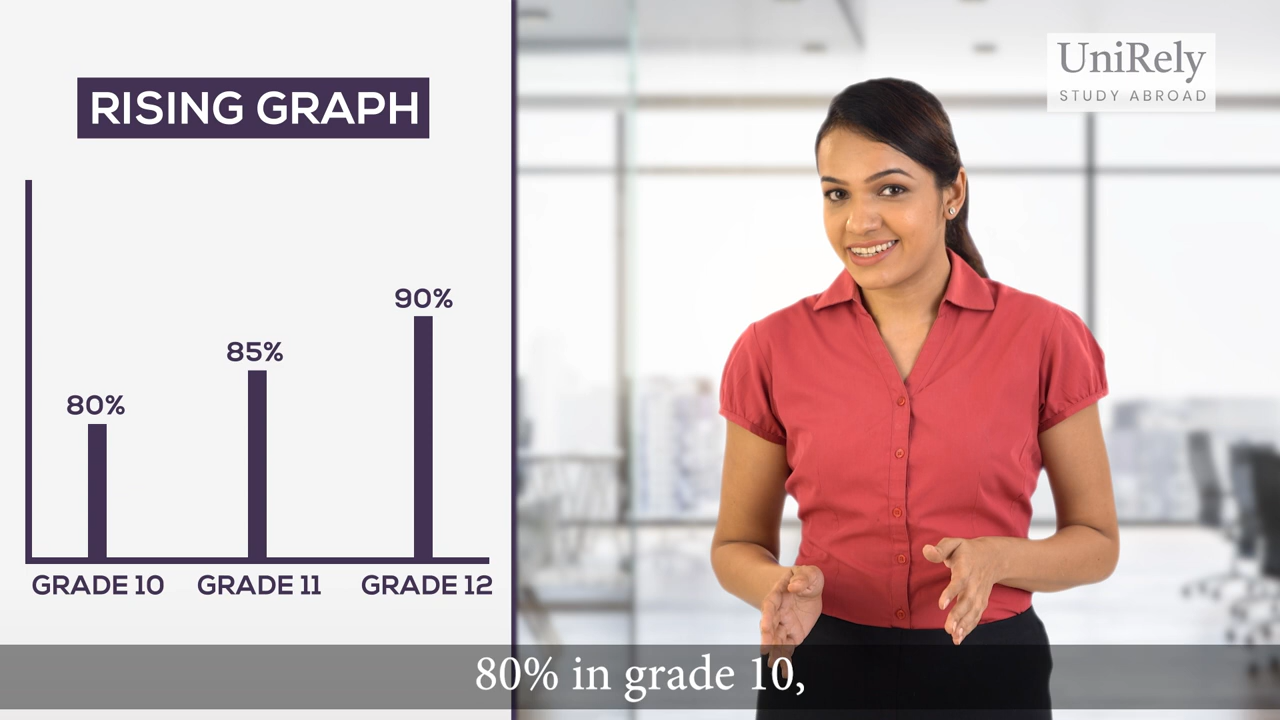 RISING GRAPH
90%
85%
80%
GRADE 10 GRADE 11 GRADE 12
UniRely
STUDY ABROAD
80% in grade 10,